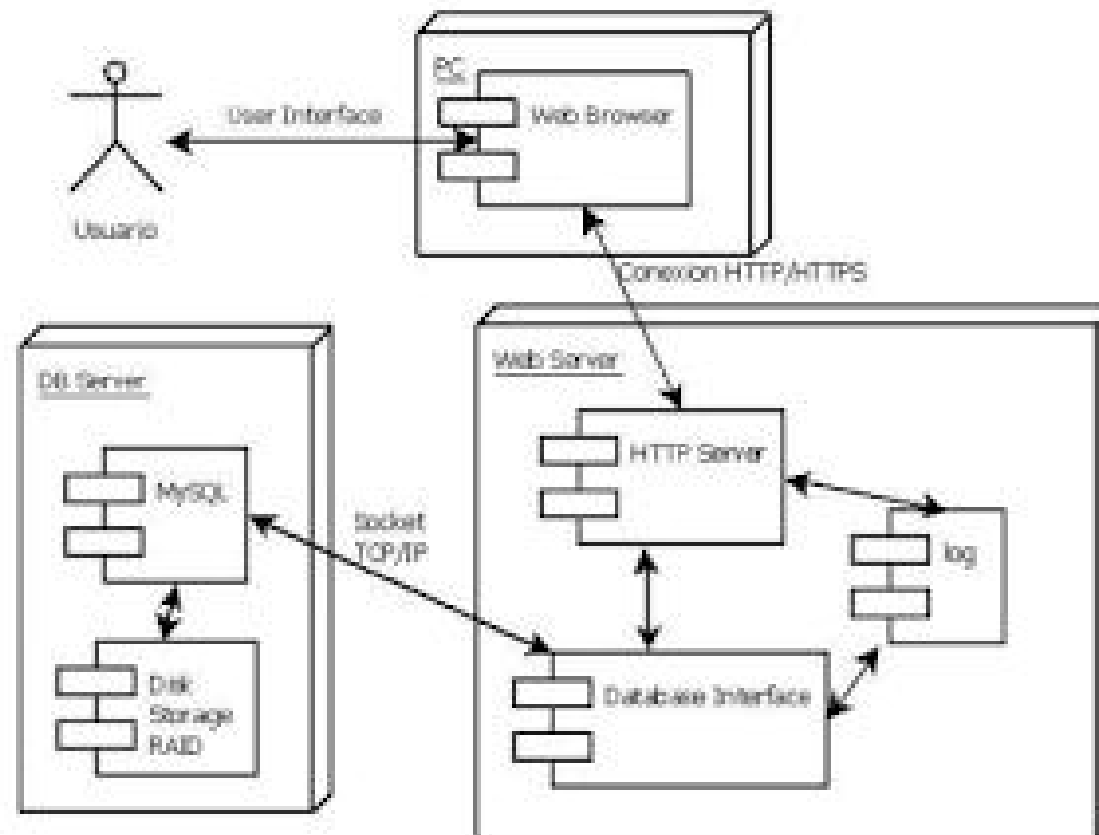 PC
User Interface
Web Browser
Usuario
Conexion HTTP/HTTPS
DB Server
MySQL
Disk
Storage
RAID
Socket
TCP/IP
Web Server
HTTP Server
log
Database Interface